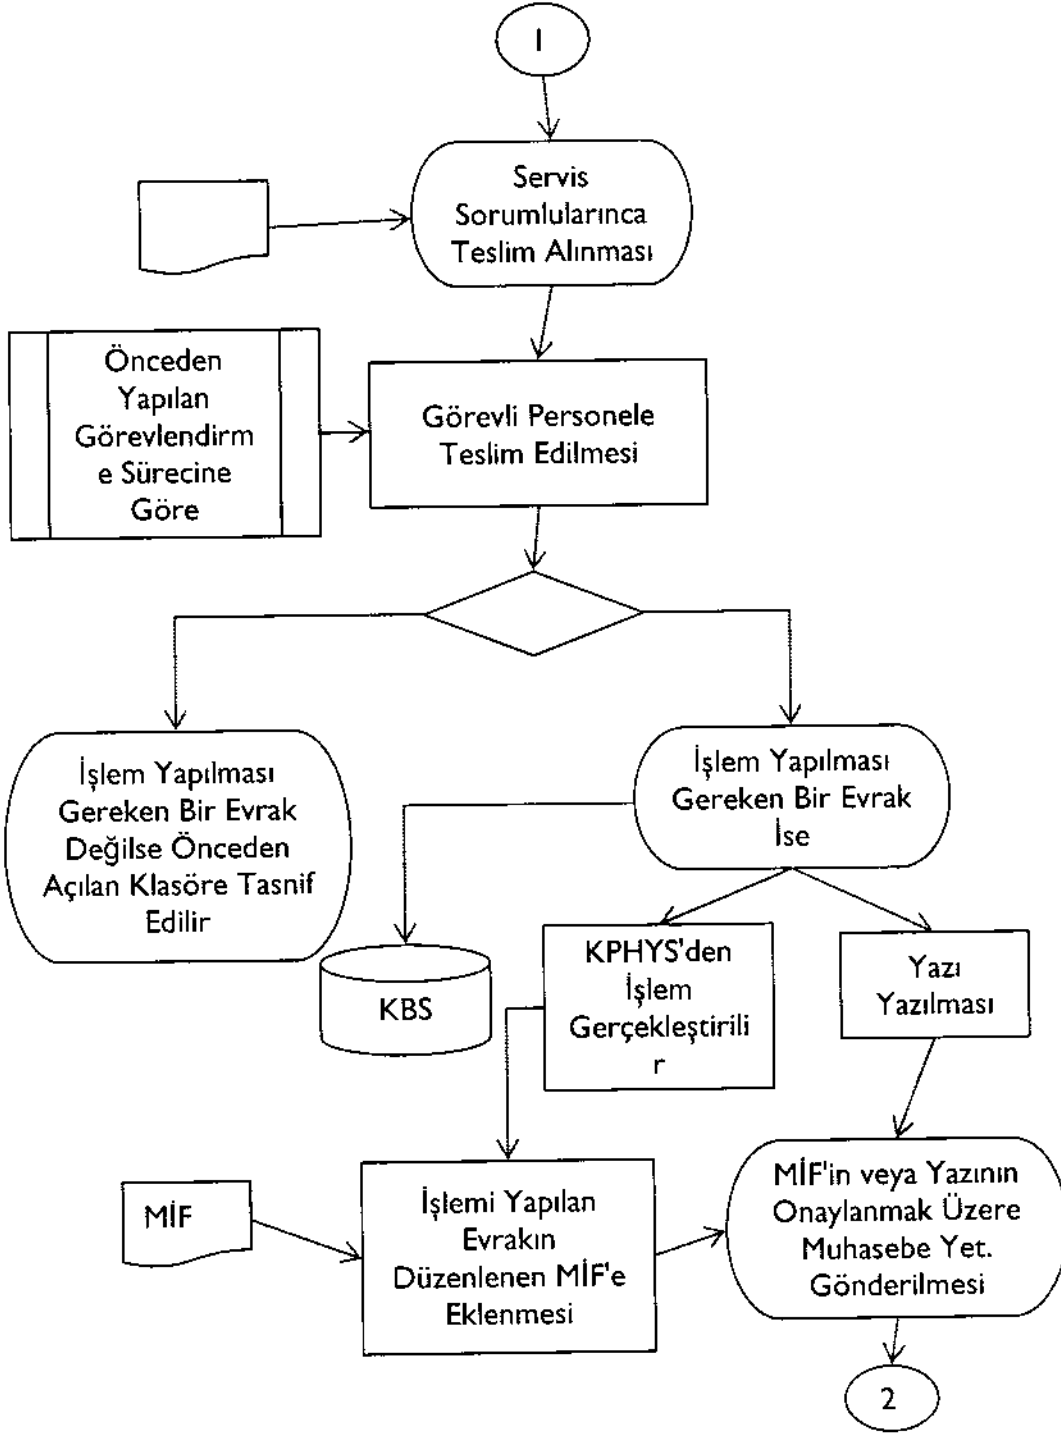 1
Servis
Sorumlularınca
Teslim Alınması
Önceden
Yapılan
Görevlendirm
e Sürecine
Göre
Görevli Personele
Teslim Edilmesi
İşlem Yapılması
Gereken Bir Evrak
Değilse Önceden
Açılan Klasöre Tasnif
Edilir
İşlem Yapılması
Gereken Bir Evrak
İse
KBS
KPHYS'den
İşlem
Gerçekleştirili
r
Yazı
Yazılması
MİF
İşlemi Yapılan
Evrakın
Düzenlenen MİF'e
Eklenmesi
MİF'in veya Yazının
Onaylanmak Üzere
Muhasebe Yet.
Gönderilmesi
2